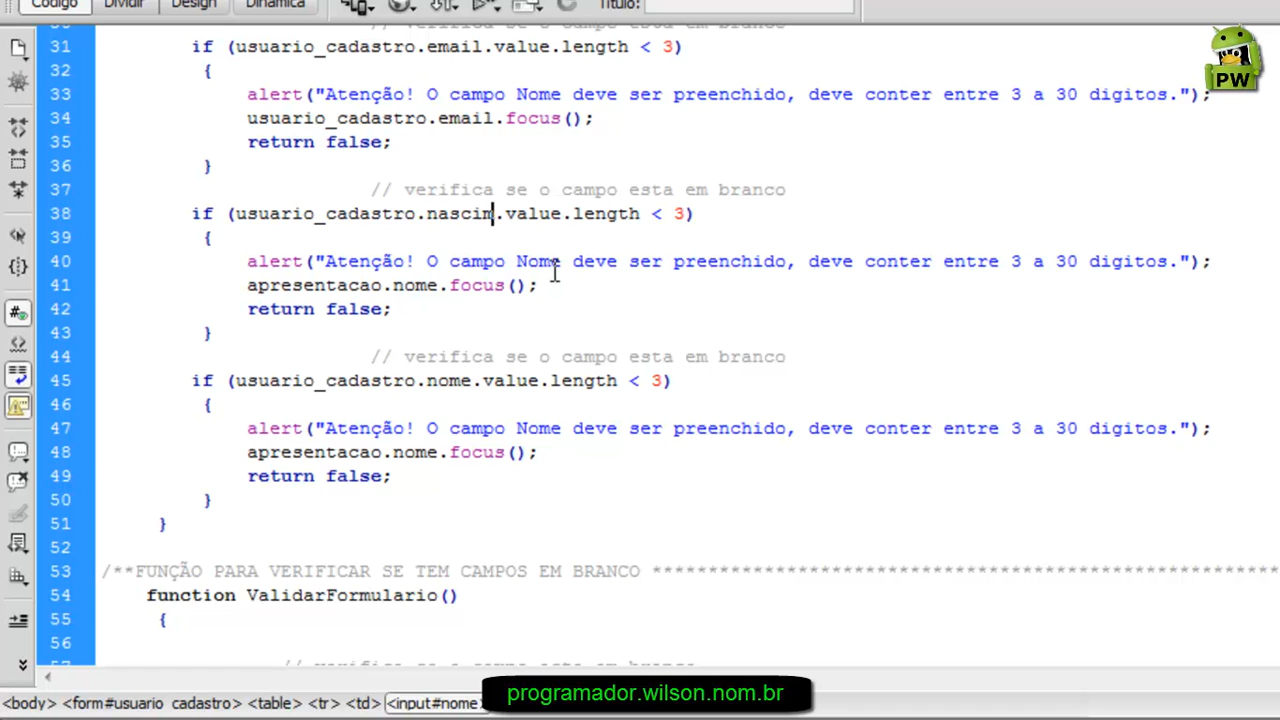 Código Dividir Design Dinâmica Título:
31 if (usuario_cadastro.email.value.length < 3)
32 {
33 alert("Atenção! O campo Nome deve ser preenchido, deve conter entre 3 a 30 digitos.");
34 usuario_cadastro.email.focus();
35 return false;
36 }
37 // verifica se o campo esta em branco
38 if (usuario_cadastro.nascim.value.length < 3)
39 {
40 alert("Atenção! O campo Nome deve ser preenchido, deve conter entre 3 a 30 digitos.");
41 apresentacao.nome.focus();
42 return false;
43 }
44 // verifica se o campo esta em branco
45 if (usuario_cadastro.nome.value.length < 3)
46 {
47 alert("Atenção! O campo Nome deve ser preenchido, deve conter entre 3 a 30 digitos.");
48 apresentacao.nome.focus();
49 return false;
50 }
51 }
52
53 /**FUNÇÃO PARA VERIFICAR SE TEM CAMPOS EM BRANCO ********************************************************
54 function ValidarFormulario()
55 {
56
PW
<body> <form#usuario cadastro> <table> <tr> <td> <input#nome>
programador.wilson.nom.br